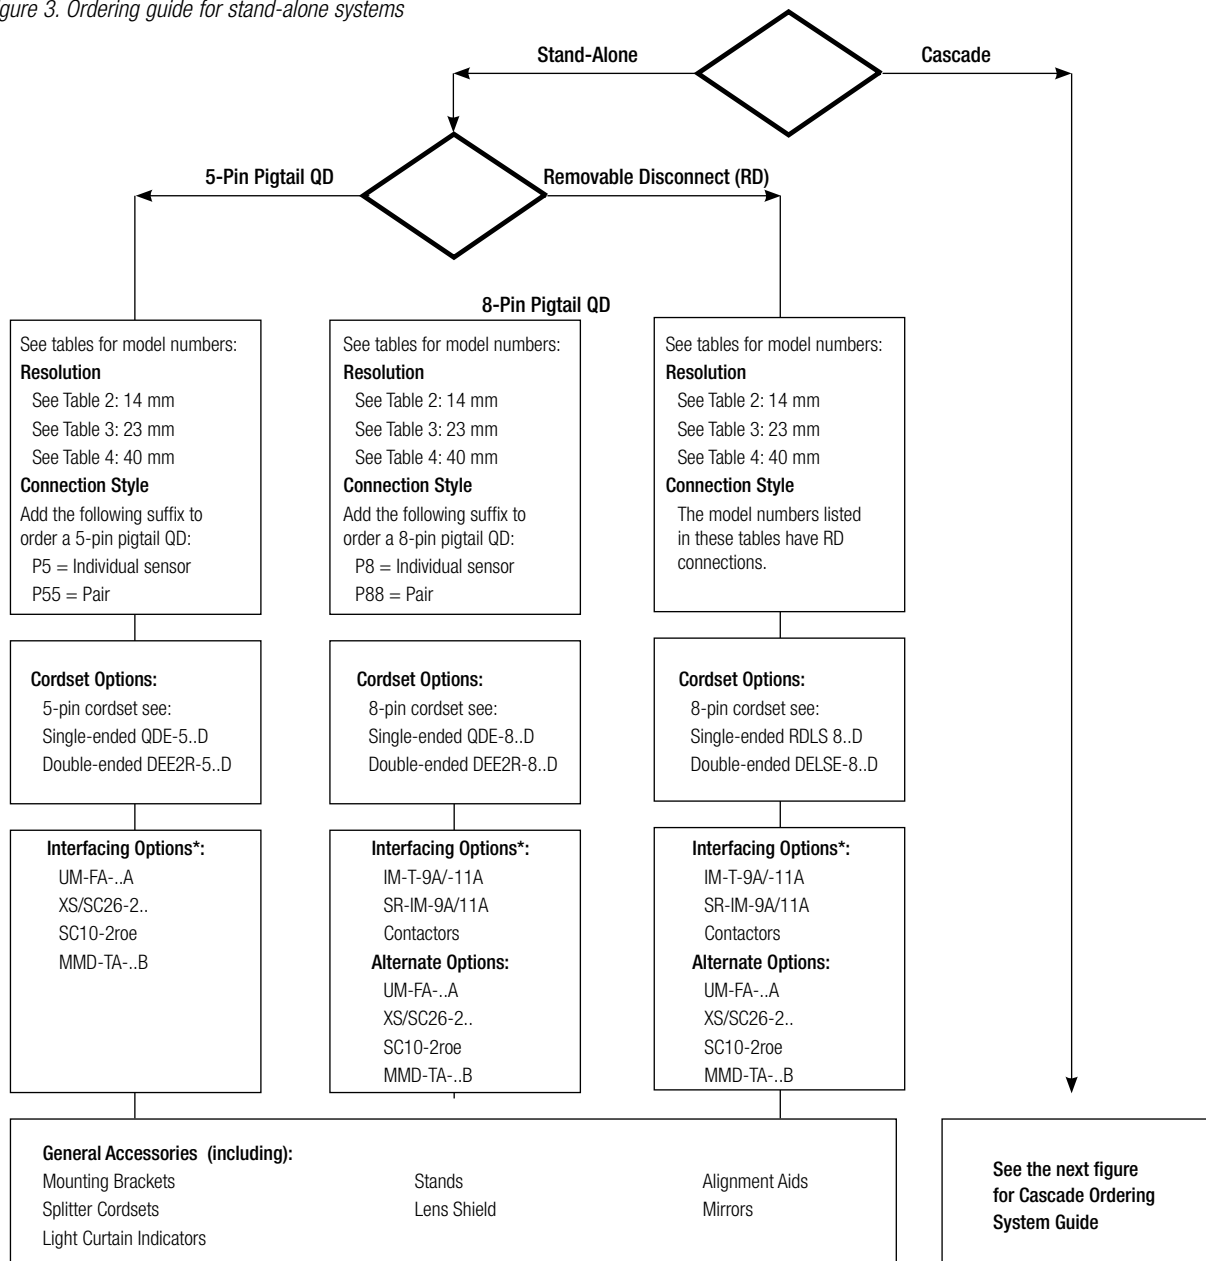 gure 3. Ordering guide for stand-alone systems
Stand-Alone
Cascade
5-Pin Pigtail QD
Removable Disconnect (RD)
8-Pin Pigtail QD
See tables for model numbers:
Resolution
See Table 2: 14 mm
See Table 3: 23 mm
See Table 4: 40 mm
Connection Style
Add the following suffix to
order a 5-pin pigtail QD:
P5 = Individual sensor
P55 = Pair
See tables for model numbers:
Resolution
See Table 2: 14 mm
See Table 3: 23 mm
See Table 4: 40 mm
Connection Style
Add the following suffix to
order a 8-pin pigtail QD:
P8 = Individual sensor
P88 = Pair
See tables for model numbers:
Resolution
See Table 2: 14 mm
See Table 3: 23 mm
See Table 4: 40 mm
Connection Style
The model numbers listed
in these tables have RD
connections.
Cordset Options:
5-pin cordset see:
Single-ended QDE-5..D
Double-ended DEE2R-5..D
Cordset Options:
8-pin cordset see:
Single-ended QDE-8..D
Double-ended DEE2R-8..D
Cordset Options:
8-pin cordset see:
Single-ended RDLS 8..D
Double-ended DELSE-8..D
Interfacing Options*:
UM-FA-..A
XS/SC26-2..
SC10-2roe
MMD-TA-..B
Interfacing Options*:
IM-T-9A/-11A
SR-IM-9A/11A
Contactors
Alternate Options:
UM-FA-..A
XS/SC26-2..
SC10-2roe
MMD-TA-..B
Interfacing Options*:
IM-T-9A/-11A
SR-IM-9A/11A
Contactors
Alternate Options:
UM-FA-..A
XS/SC26-2..
SC10-2roe
MMD-TA-..B
General Accessories (including):
Mounting Brackets
Splitter Cordsets
Light Curtain Indicators
Stands
Lens Shield
Alignment Aids
Mirrors
See the next figure
for Cascade Ordering
System Guide